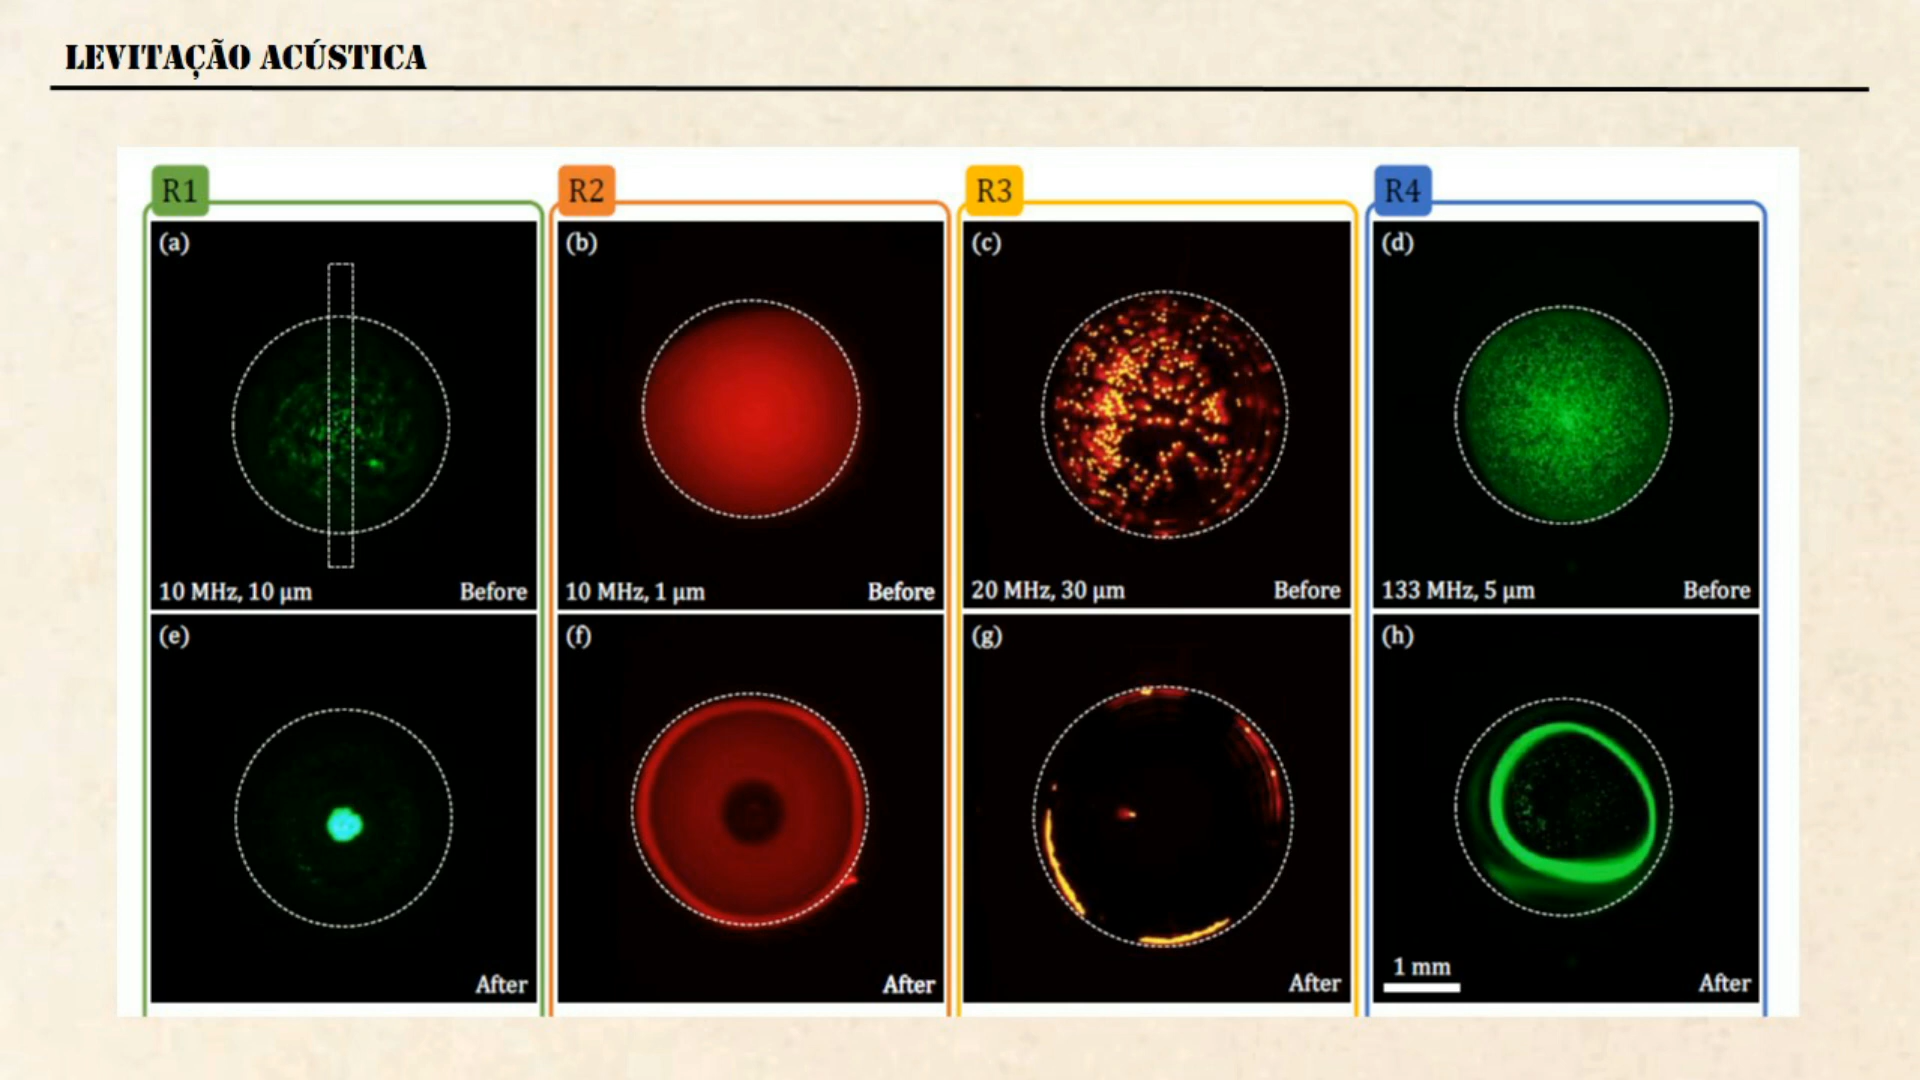 LEVITAÇÃO ACÚSTICA
R1
R2
R3
R4
(a)
10 MHz, 10 µm
Before
(b)
10 MHz, 1 µm
Before
(c)
20 MHz, 30 µm
Before
(d)
133 MHz, 5 µm
Before
(e)
After
(f)
After
(g)
After
(h)
1 mm
After